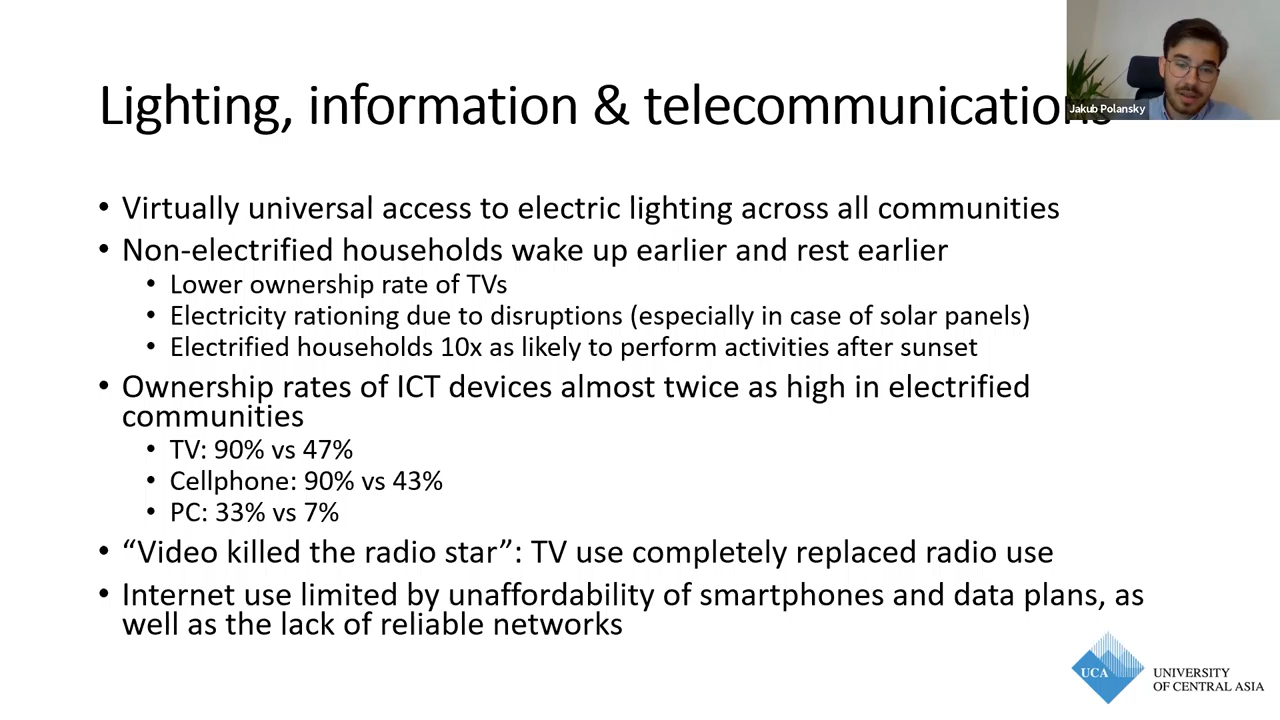 Lighting, information & telecommunications
Jakub Polansky
• Virtually universal access to electric lighting across all communities
• Non-electrified households wake up earlier and rest earlier
• Lower ownership rate of TVs
• Electricity rationing due to disruptions (especially in case of solar panels)
• Electrified households 10x as likely to perform activities after sunset
• Ownership rates of ICT devices almost twice as high in electrified
communities
• TV: 90% vs 47%
• Cellphone: 90% vs 43%
• PC: 33% vs 7%
• “Video killed the radio star”: TV use completely replaced radio use
• Internet use limited by unaffordability of smartphones and data plans, as
well as the lack of reliable networks
UCA
UNIVERSITY
OF CENTRAL ASIA